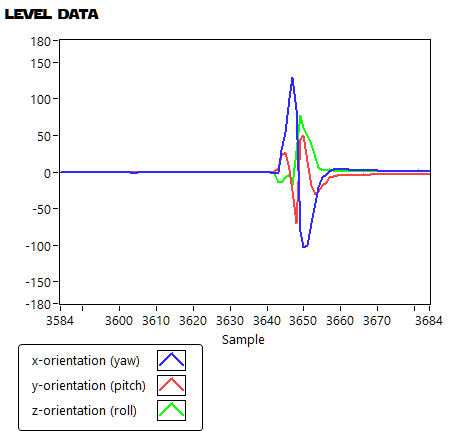 LEVEL DATA
180
150
100
50
0
-50
-100
-150
-180
3584 3600 3610 3620 3630 3640 3650 3660 3670 3684
Sample
x-orientation (yaw)
y-orientation (pitch)
z-orientation (roll)